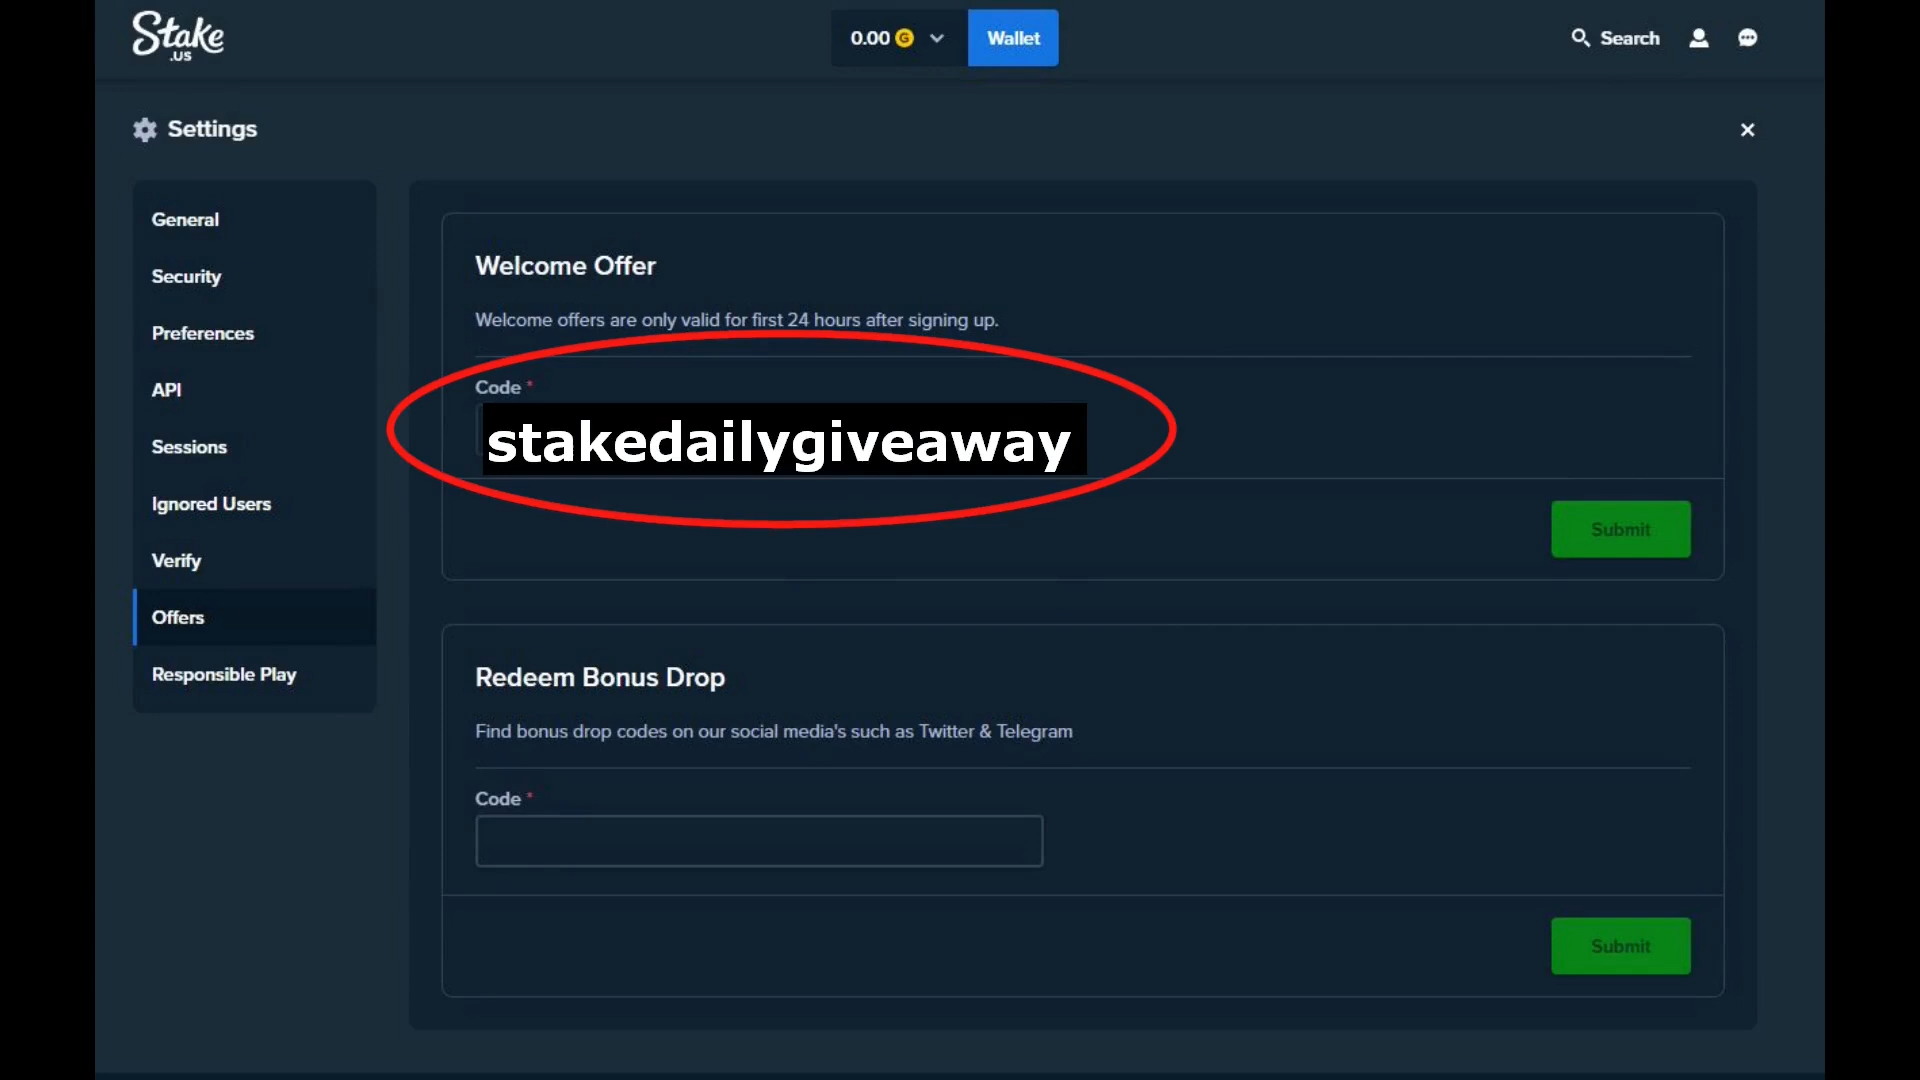 Stake
.US
0.00
G
Wallet
Search
Settings
General
Security
Preferences
API
Sessions
Ignored Users
Verify
Offers
Responsible Play
Welcome Offer
Welcome offers are only valid for first 24 hours after signing up.
Code *
stakedailygiveaway
Submit
Redeem Bonus Drop
Find bonus drop codes on our social media's such as Twitter & Telegram
Code *
Submit